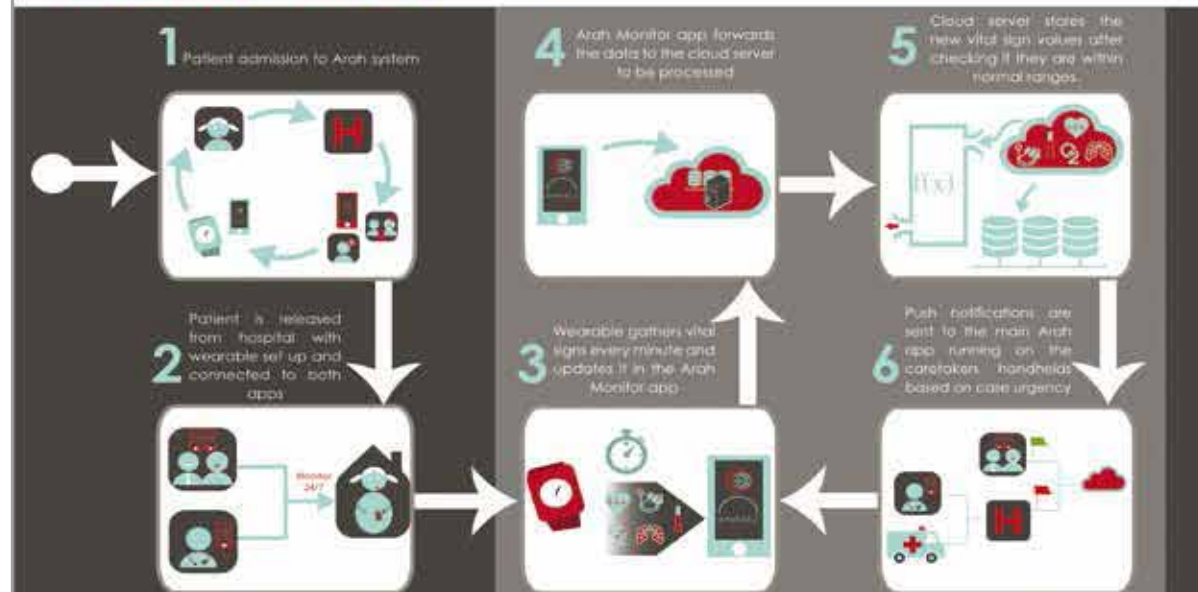 1
Patient admission to Arah system
2
Patient is released
from hospital with
wearable set up and
connected to both
apps
Monitor
24/7
3
Wearable gathers vital
signs every minute and
updates it in the Arah
Monitor app
4
Arah Monitor app forwards
the data to the cloud server
to be processed
5
Cloud server stores the
new vital sign values after
checking if they are within
normal ranges.
f(x)
O2
6
Push notifications are
sent to the main Arah
app running on the
caretakers handhelds
based on case urgency